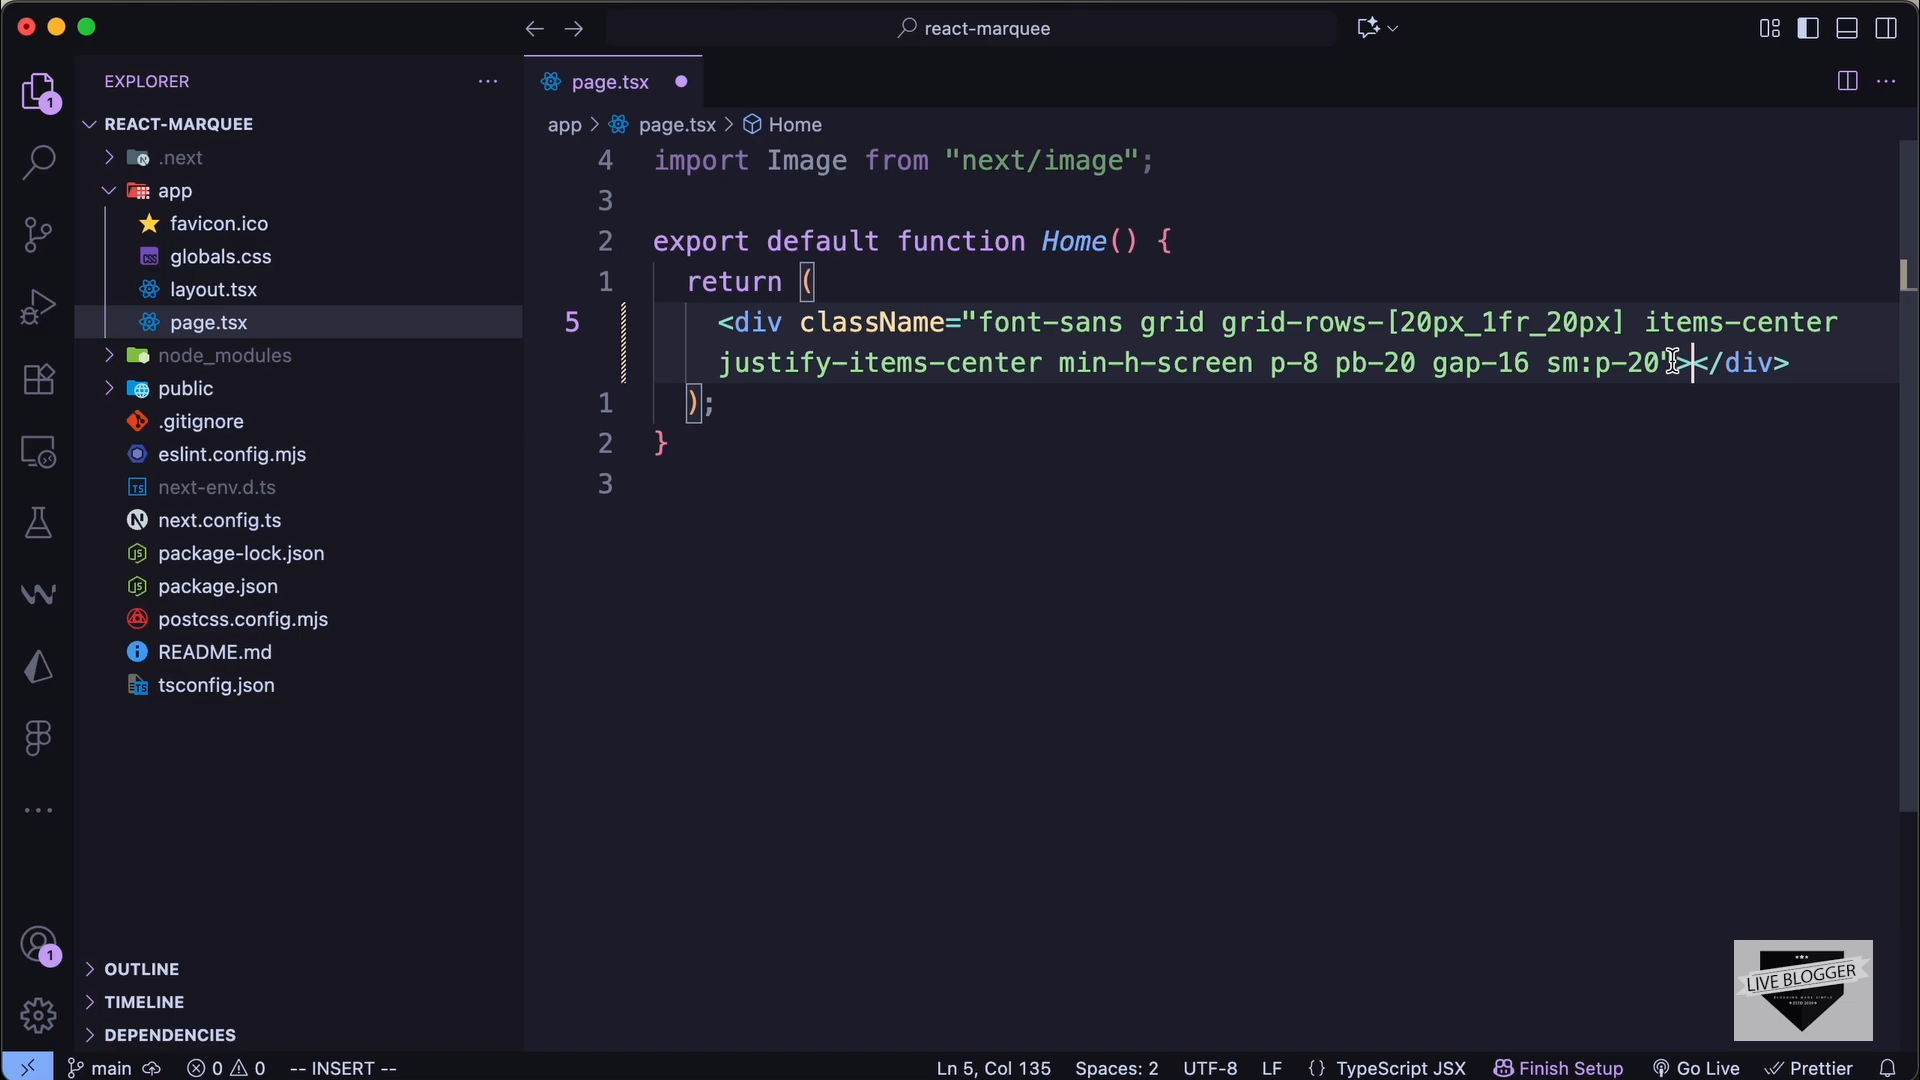 react-marquee
EXPLORER
page.tsx
1
REACT-MARQUEE
app > page.tsx > Home
.next
4 import Image from "next/image";
app
3
favicon.ico
2 export default function Home() {
globals.css
1 return (
layout.tsx
5 <div className="font-sans grid grid-rows-[20px_1fr_20px] items-center
page.tsx
justify-items-center min-h-screen p-8 pb-20 gap-16 sm:p-20"></div>
node_modules
1 );
public
2 }
.gitignore
3
eslint.config.mjs
next-env.d.ts
next.config.ts
package-lock.json
package.json
postcss.config.mjs
README.md
tsconfig.json
1
OUTLINE
TIMELINE
DEPENDENCIES
LIVE BLOGGER
main 0 0 -- INSERT -- Ln 5, Col 135 Spaces: 2 UTF-8 LF {} TypeScript JSX Finish Setup Go Live Prettier